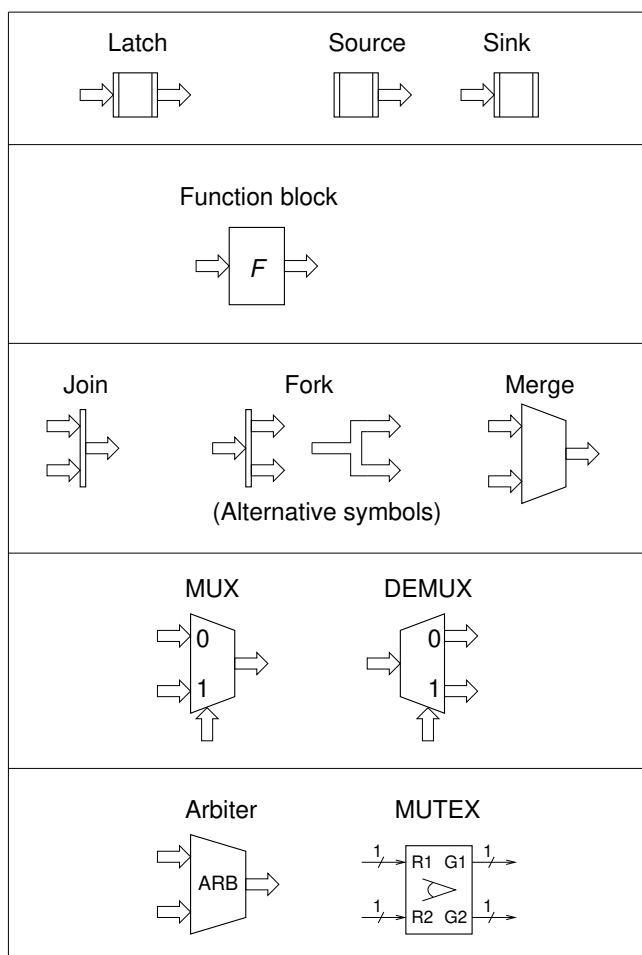 Latch Source Sink
Function block
F
Join Fork Merge
(Alternative symbols)
MUX DEMUX
0 0
1 1
Arbiter MUTEX
1 R1 G1 1
ARB
1 R2 G2 1